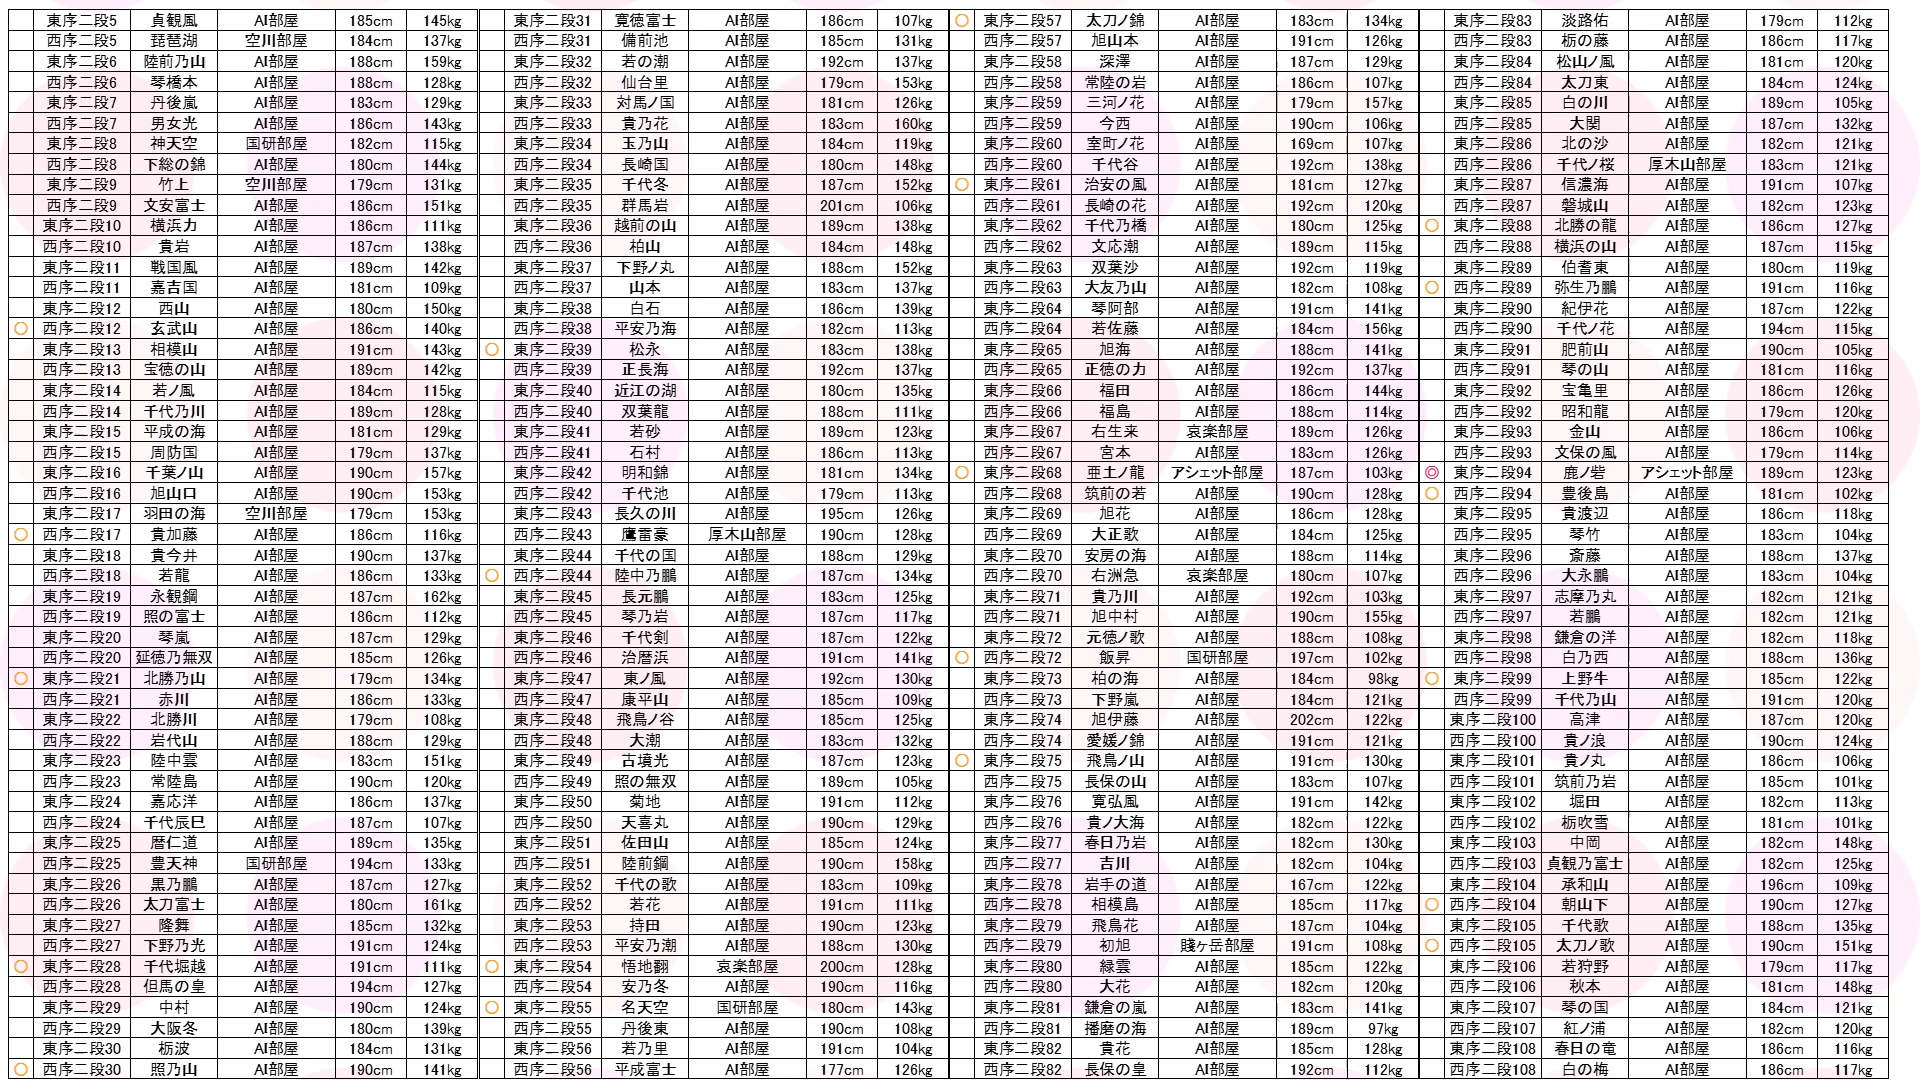 東序二段5 貞観風 AI部屋 185cm 145kg
西序二段5 琵琶湖 空川部屋 184cm 137kg
東序二段6 陸前乃山 AI部屋 188cm 159kg
西序二段6 琴橋本 AI部屋 188cm 128kg
東序二段7 丹後嵐 AI部屋 183cm 129kg
西序二段7 男女光 AI部屋 186cm 143kg
東序二段8 神天空 国研部屋 182cm 115kg
西序二段8 下総の錦 AI部屋 180cm 144kg
東序二段9 竹上 空川部屋 179cm 131kg
西序二段9 文安富士 AI部屋 186cm 151kg
東序二段10 横浜力 AI部屋 186cm 111kg
西序二段10 貴岩 AI部屋 187cm 138kg
東序二段11 戦国風 AI部屋 189cm 142kg
西序二段11 嘉吉国 AI部屋 181cm 109kg
東序二段12 西山 AI部屋 180cm 150kg
○ 西序二段12 玄武山 AI部屋 186cm 140kg
東序二段13 相模山 AI部屋 191cm 143kg
西序二段13 宝徳の山 AI部屋 189cm 142kg
東序二段14 若ノ風 AI部屋 184cm 115kg
西序二段14 千代乃川 AI部屋 189cm 128kg
東序二段15 平成の海 AI部屋 181cm 129kg
西序二段15 周防国 AI部屋 179cm 137kg
東序二段16 千葉ノ山 AI部屋 190cm 157kg
西序二段16 旭山口 AI部屋 190cm 153kg
東序二段17 羽田の海 空川部屋 179cm 153kg
○ 西序二段17 貴加藤 AI部屋 186cm 116kg
東序二段18 貴今井 AI部屋 190cm 137kg
西序二段18 若龍 AI部屋 186cm 133kg
東序二段19 永観鋼 AI部屋 187cm 162kg
西序二段19 照の富士 AI部屋 186cm 112kg
東序二段20 琴嵐 AI部屋 187cm 129kg
西序二段20 延徳乃無双 AI部屋 185cm 126kg
○ 東序二段21 北勝乃山 AI部屋 179cm 134kg
西序二段21 赤川 AI部屋 186cm 133kg
東序二段22 北勝川 AI部屋 179cm 108kg
西序二段22 岩代山 AI部屋 188cm 129kg
東序二段23 陸中雲 AI部屋 183cm 151kg
西序二段23 常陸島 AI部屋 190cm 120kg
東序二段24 嘉応洋 AI部屋 186cm 137kg
西序二段24 千代辰巳 AI部屋 187cm 107kg
東序二段25 暦仁道 AI部屋 189cm 135kg
西序二段25 豊天神 国研部屋 194cm 133kg
東序二段26 黒乃鵬 AI部屋 187cm 127kg
西序二段26 太刀富士 AI部屋 180cm 161kg
東序二段27 隆舞 AI部屋 185cm 132kg
西序二段27 下野乃光 AI部屋 191cm 124kg
○ 東序二段28 千代堀越 AI部屋 191cm 111kg
西序二段28 但馬の皇 AI部屋 194cm 127kg
東序二段29 中村 AI部屋 190cm 124kg
西序二段29 大阪冬 AI部屋 180cm 139kg
東序二段30 栃波 AI部屋 184cm 131kg
○ 西序二段30 照乃山 AI部屋 190cm 141kg
東序二段31 寛徳富士 AI部屋 186cm 107kg
西序二段31 備前池 AI部屋 185cm 131kg
東序二段32 若の潮 AI部屋 192cm 137kg
西序二段32 仙台里 AI部屋 179cm 153kg
東序二段33 対馬ノ国 AI部屋 181cm 126kg
西序二段33 貴乃花 AI部屋 183cm 160kg
東序二段34 玉乃山 AI部屋 184cm 119kg
西序二段34 長崎国 AI部屋 180cm 148kg
東序二段35 千代冬 AI部屋 187cm 152kg
西序二段35 群馬岩 AI部屋 201cm 106kg
東序二段36 越前の山 AI部屋 189cm 138kg
西序二段36 柏山 AI部屋 184cm 148kg
東序二段37 下野ノ丸 AI部屋 188cm 152kg
西序二段37 山本 AI部屋 183cm 137kg
東序二段38 白石 AI部屋 186cm 139kg
西序二段38 平安乃海 AI部屋 182cm 113kg
○ 東序二段39 松永 AI部屋 183cm 138kg
西序二段39 正長海 AI部屋 192cm 137kg
東序二段40 近江の湖 AI部屋 180cm 135kg
西序二段40 双葉龍 AI部屋 188cm 111kg
東序二段41 若砂 AI部屋 189cm 123kg
西序二段41 石村 AI部屋 186cm 113kg
東序二段42 明和錦 AI部屋 181cm 134kg
西序二段42 千代池 AI部屋 179cm 113kg
東序二段43 長久の川 AI部屋 195cm 126kg
西序二段43 鷹雷豪 厚木山部屋 190cm 128kg
東序二段44 千代の国 AI部屋 188cm 129kg
○ 西序二段44 陸中乃鵬 AI部屋 187cm 134kg
東序二段45 長元鵬 AI部屋 183cm 125kg
西序二段45 琴乃岩 AI部屋 187cm 117kg
東序二段46 千代剣 AI部屋 187cm 122kg
西序二段46 治暦浜 AI部屋 191cm 141kg
東序二段47 東ノ風 AI部屋 192cm 130kg
西序二段47 康平山 AI部屋 185cm 109kg
東序二段48 飛鳥ノ谷 AI部屋 185cm 125kg
西序二段48 大潮 AI部屋 183cm 132kg
東序二段49 古墳光 AI部屋 187cm 123kg
西序二段49 照の無双 AI部屋 189cm 105kg
東序二段50 菊地 AI部屋 191cm 112kg
西序二段50 天喜丸 AI部屋 190cm 129kg
東序二段51 佐田山 AI部屋 185cm 124kg
西序二段51 陸前鋼 AI部屋 190cm 158kg
東序二段52 千代の歌 AI部屋 183cm 109kg
西序二段52 若花 AI部屋 191cm 111kg
東序二段53 持田 AI部屋 190cm 123kg
西序二段53 平安乃潮 AI部屋 188cm 130kg
○ 東序二段54 悟地翻 哀楽部屋 200cm 128kg
西序二段54 安乃冬 AI部屋 190cm 116kg
○ 東序二段55 名天空 国研部屋 180cm 143kg
西序二段55 丹後東 AI部屋 190cm 108kg
東序二段56 若乃里 AI部屋 191cm 104kg
西序二段56 平成富士 AI部屋 177cm 126kg
○ 東序二段57 太刀ノ錦 AI部屋 183cm 134kg
西序二段57 旭山本 AI部屋 191cm 126kg
東序二段58 深澤 AI部屋 187cm 129kg
西序二段58 常陸の岩 AI部屋 186cm 107kg
東序二段59 三河ノ花 AI部屋 179cm 157kg
西序二段59 今西 AI部屋 190cm 106kg
東序二段60 室町ノ花 AI部屋 169cm 107kg
西序二段60 千代谷 AI部屋 192cm 138kg
○ 東序二段61 治安の風 AI部屋 181cm 127kg
西序二段61 長崎の花 AI部屋 192cm 120kg
東序二段62 千代乃橋 AI部屋 180cm 125kg
西序二段62 文応潮 AI部屋 189cm 115kg
東序二段63 双葉沙 AI部屋 192cm 119kg
西序二段63 大友乃山 AI部屋 182cm 108kg
東序二段64 琴阿部 AI部屋 191cm 141kg
西序二段64 若佐藤 AI部屋 184cm 156kg
東序二段65 旭海 AI部屋 188cm 141kg
西序二段65 正徳の力 AI部屋 192cm 137kg
東序二段66 福田 AI部屋 186cm 144kg
西序二段66 福島 AI部屋 188cm 114kg
東序二段67 右生来 哀楽部屋 189cm 126kg
西序二段67 宮本 AI部屋 183cm 126kg
○ 東序二段68 亜土ノ龍 アシェット部屋 187cm 103kg
西序二段68 筑前の若 AI部屋 190cm 128kg
東序二段69 旭花 AI部屋 186cm 128kg
西序二段69 大正歌 AI部屋 184cm 125kg
東序二段70 安房の海 AI部屋 188cm 114kg
西序二段70 右洲急 哀楽部屋 180cm 107kg
東序二段71 貴乃川 AI部屋 192cm 103kg
西序二段71 旭中村 AI部屋 190cm 155kg
東序二段72 元徳ノ歌 AI部屋 188cm 108kg
○ 西序二段72 飯昇 国研部屋 197cm 102kg
東序二段73 柏の海 AI部屋 184cm 98kg
西序二段73 下野嵐 AI部屋 184cm 121kg
東序二段74 旭伊藤 AI部屋 202cm 122kg
西序二段74 愛媛ノ錦 AI部屋 191cm 121kg
○ 東序二段75 飛鳥ノ山 AI部屋 191cm 130kg
西序二段75 長保の山 AI部屋 183cm 107kg
東序二段76 寛弘風 AI部屋 191cm 142kg
西序二段76 貴ノ大海 AI部屋 182cm 122kg
東序二段77 春日乃岩 AI部屋 182cm 130kg
西序二段77 吉川 AI部屋 182cm 104kg
東序二段78 岩手の道 AI部屋 167cm 122kg
西序二段78 相模島 AI部屋 185cm 117kg
東序二段79 飛鳥花 AI部屋 187cm 104kg
西序二段79 初旭 賤ヶ岳部屋 191cm 108kg
東序二段80 緑雲 AI部屋 185cm 122kg
西序二段80 大花 AI部屋 182cm 120kg
東序二段81 鎌倉の嵐 AI部屋 183cm 141kg
西序二段81 播磨の海 AI部屋 189cm 97kg
東序二段82 貴花 AI部屋 185cm 128kg
西序二段82 長保の皇 AI部屋 192cm 112kg
東序二段83 淡路佑 AI部屋 179cm 112kg
西序二段83 栃の藤 AI部屋 186cm 117kg
東序二段84 松山ノ風 AI部屋 181cm 120kg
西序二段84 太刀東 AI部屋 184cm 124kg
東序二段85 白の川 AI部屋 189cm 105kg
西序二段85 大関 AI部屋 187cm 132kg
東序二段86 北の沙 AI部屋 182cm 121kg
西序二段86 千代ノ桜 厚木山部屋 183cm 121kg
東序二段87 信濃海 AI部屋 191cm 107kg
西序二段87 磐城山 AI部屋 182cm 123kg
○ 東序二段88 北勝の龍 AI部屋 186cm 127kg
西序二段88 横浜の山 AI部屋 187cm 115kg
東序二段89 伯耆東 AI部屋 180cm 119kg
○ 西序二段89 弥生乃鵬 AI部屋 191cm 116kg
東序二段90 紀伊花 AI部屋 187cm 122kg
西序二段90 千代ノ花 AI部屋 194cm 115kg
東序二段91 肥前山 AI部屋 190cm 105kg
西序二段91 琴の山 AI部屋 181cm 116kg
東序二段92 宝亀里 AI部屋 186cm 126kg
西序二段92 昭和龍 AI部屋 179cm 120kg
東序二段93 金山 AI部屋 186cm 106kg
西序二段93 文保の風 AI部屋 179cm 114kg
◎ 東序二段94 鹿ノ砦 アシェット部屋 189cm 123kg
○ 西序二段94 豊後島 AI部屋 181cm 102kg
東序二段95 貴渡辺 AI部屋 186cm 118kg
西序二段95 琴竹 AI部屋 183cm 104kg
東序二段96 斎藤 AI部屋 188cm 137kg
西序二段96 大永鵬 AI部屋 183cm 104kg
東序二段97 志摩乃丸 AI部屋 182cm 121kg
西序二段97 若鵬 AI部屋 182cm 121kg
東序二段98 鎌倉の洋 AI部屋 182cm 118kg
西序二段98 白乃西 AI部屋 188cm 136kg
○ 東序二段99 上野牛 AI部屋 185cm 122kg
西序二段99 千代乃山 AI部屋 191cm 120kg
東序二段100 高津 AI部屋 187cm 120kg
西序二段100 貴ノ浪 AI部屋 190cm 124kg
東序二段101 貴ノ丸 AI部屋 186cm 106kg
西序二段101 筑前乃岩 AI部屋 185cm 101kg
東序二段102 堀田 AI部屋 182cm 113kg
西序二段102 栃吹雪 AI部屋 181cm 101kg
東序二段103 中岡 AI部屋 182cm 148kg
西序二段103 貞観乃富士 AI部屋 182cm 125kg
東序二段104 承和山 AI部屋 196cm 109kg
○ 西序二段104 朝山下 AI部屋 190cm 127kg
東序二段105 千代歌 AI部屋 188cm 135kg
○ 西序二段105 太刀ノ歌 AI部屋 190cm 151kg
東序二段106 若狩野 AI部屋 179cm 117kg
西序二段106 秋本 AI部屋 181cm 148kg
東序二段107 琴の国 AI部屋 184cm 121kg
西序二段107 紅ノ浦 AI部屋 182cm 120kg
東序二段108 春日の竜 AI部屋 186cm 116kg
西序二段108 白の梅 AI部屋 186cm 117kg